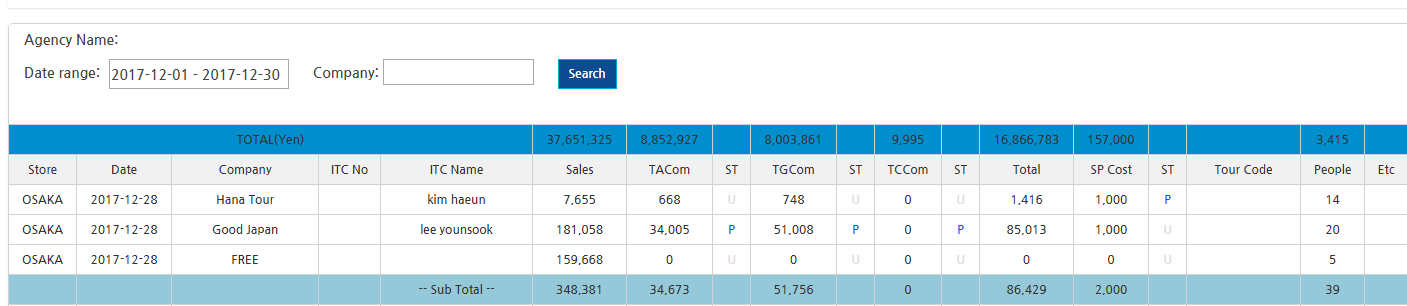 Agency Name:
Date range: 2017-12-01 - 2017-12-30 Company: Search
TOTAL(Yen) 37,651,325 8,852,927 8,003,861 9,995 16,866,783 157,000 3,415
Store Date Company ITC No ITC Name Sales TACom ST TGCom ST TCCom ST Total SP Cost ST Tour Code People Etc
OSAKA 2017-12-28 Hana Tour kim haeun 7,655 668 U 748 U 0 U 1,416 1,000 P 14
OSAKA 2017-12-28 Good Japan lee younsook 181,058 34,005 P 51,008 P 0 P 85,013 1,000 U 20
OSAKA 2017-12-28 FREE 159,668 0 U 0 U 0 U 0 0 U 5
-- Sub Total -- 348,381 34,673 51,756 0 86,429 2,000 39